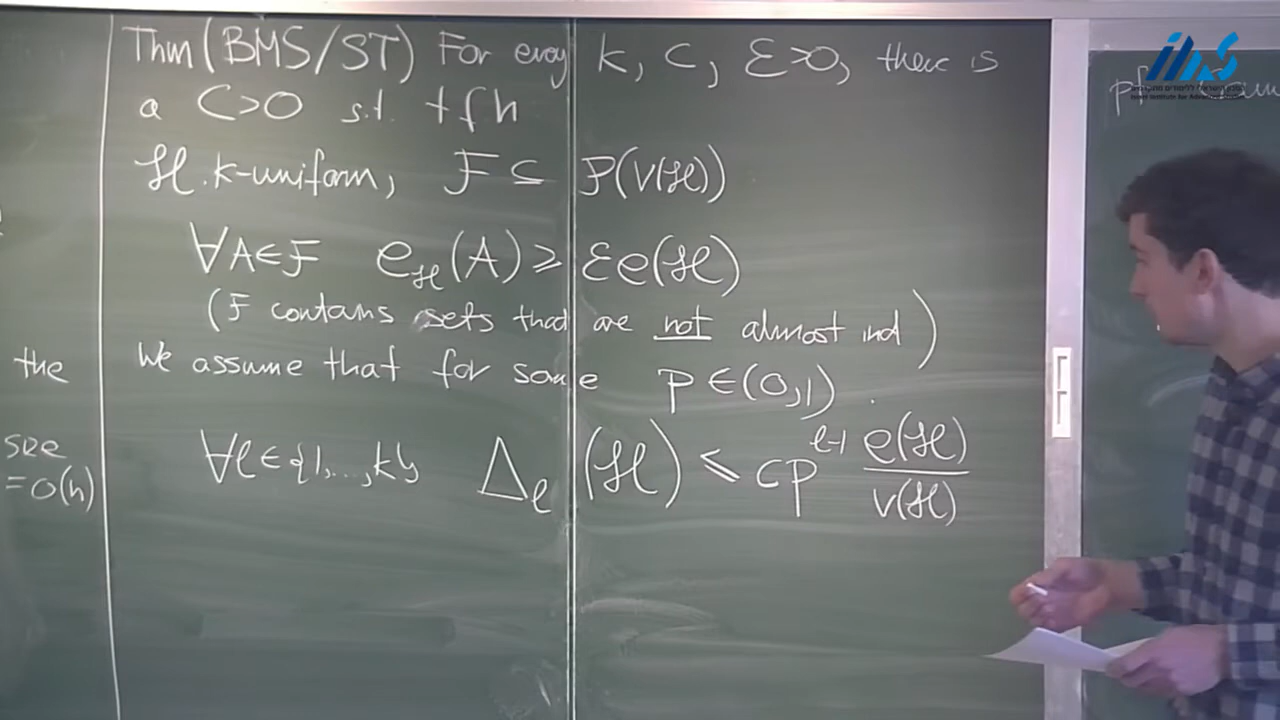 the
size
=o(n)
Thm (BMS/ST) For every k, c, ε>0, there is
a C>0 s.t. tfh
ℋ k-uniform, F ⊆ P(V(ℋ))
∀A∈F e_ℋ(A) ≥ εe(ℋ)
(F contains sets that are not almost ind)
We assume that for some p∈(0,1).
∀ℓ∈{1,...,k} Δ_ℓ(ℋ) ≤ cp^{ℓ-1} e(ℋ)/v(ℋ)